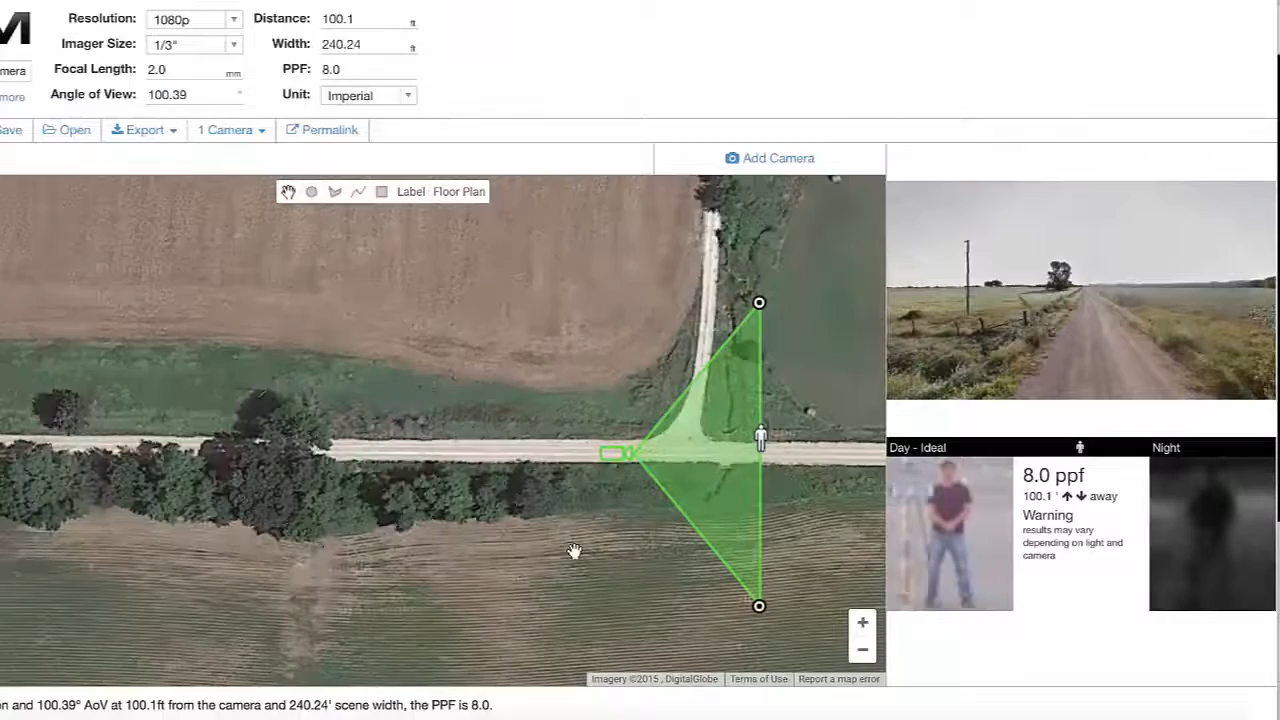 M
Resolution: 1080p Distance: 100.1 ft
Imager Size: 1/3" Width: 240.24 ft
mera Focal Length: 2.0 mm PPF: 8.0
more Angle of View: 100.39 ° Unit: Imperial
Save Open Export 1 Camera Permalink
Add Camera
Label Floor Plan
Day - Ideal Night
8.0 ppf
100.1 ' away
Warning
results may vary
depending on light and
camera
+
−
Imagery ©2015 , DigitalGlobe Terms of Use Report a map error
n and 100.39° AoV at 100.1ft from the camera and 240.24' scene width, the PPF is 8.0.